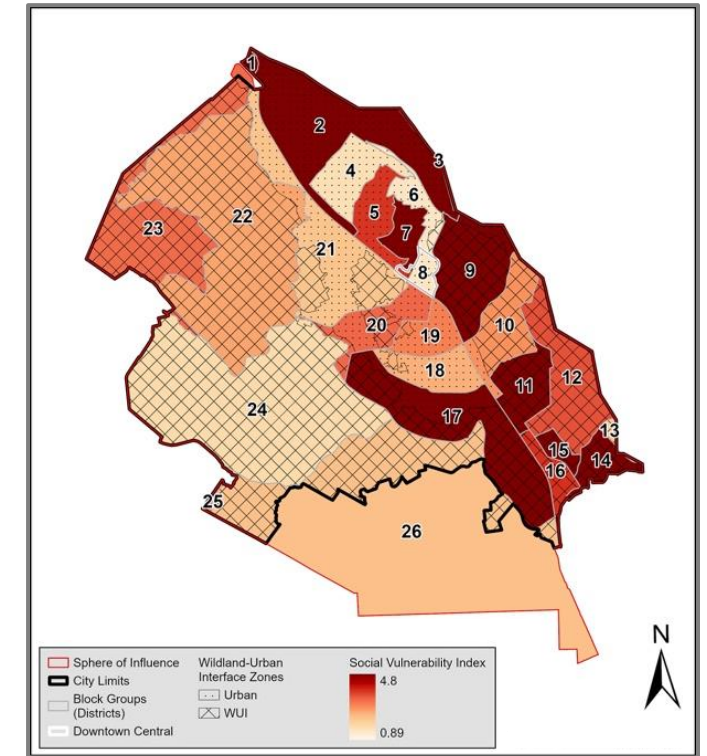 1
2
3
4
6
5
7
22
23
21
8
9
10
20
19
18
12
11
24
17
13
15
14
16
25
26
N
Sphere of Influence
City Limits
Block Groups
(Districts)
Downtown Central
Wildland-Urban
Interface Zones
Urban
WUI
Social Vulnerability Index
4.8
0.89